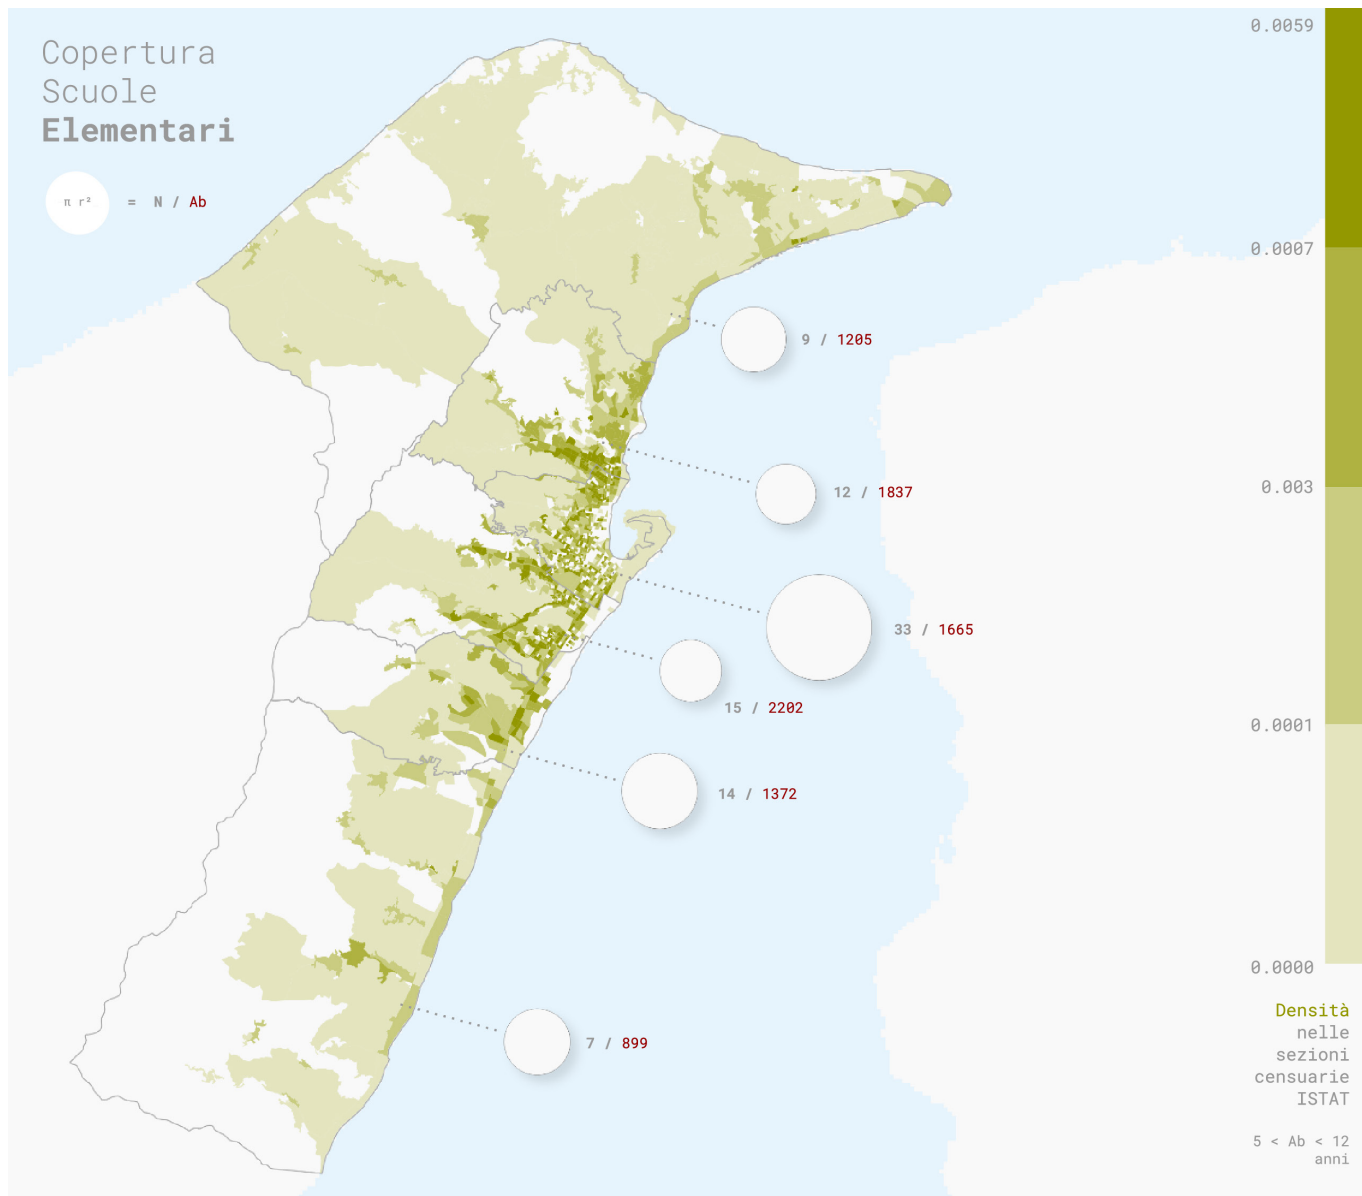 Copertura
Scuole
Elementari
π r² = N / Ab
9 / 1205
12 / 1837
33 / 1665
15 / 2202
14 / 1372
7 / 899
0.0059
0.0007
0.003
0.0001
0.0000
Densità
nelle
sezioni
censuarie
ISTAT
5 < Ab < 12
anni